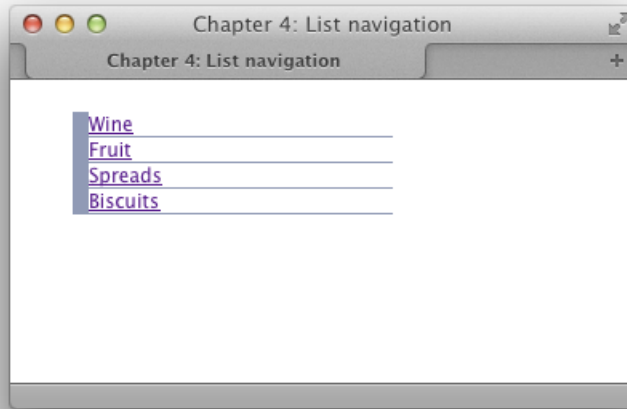 Chapter 4: List navigation
Chapter 4: List navigation
Wine
Fruit
Spreads
Biscuits